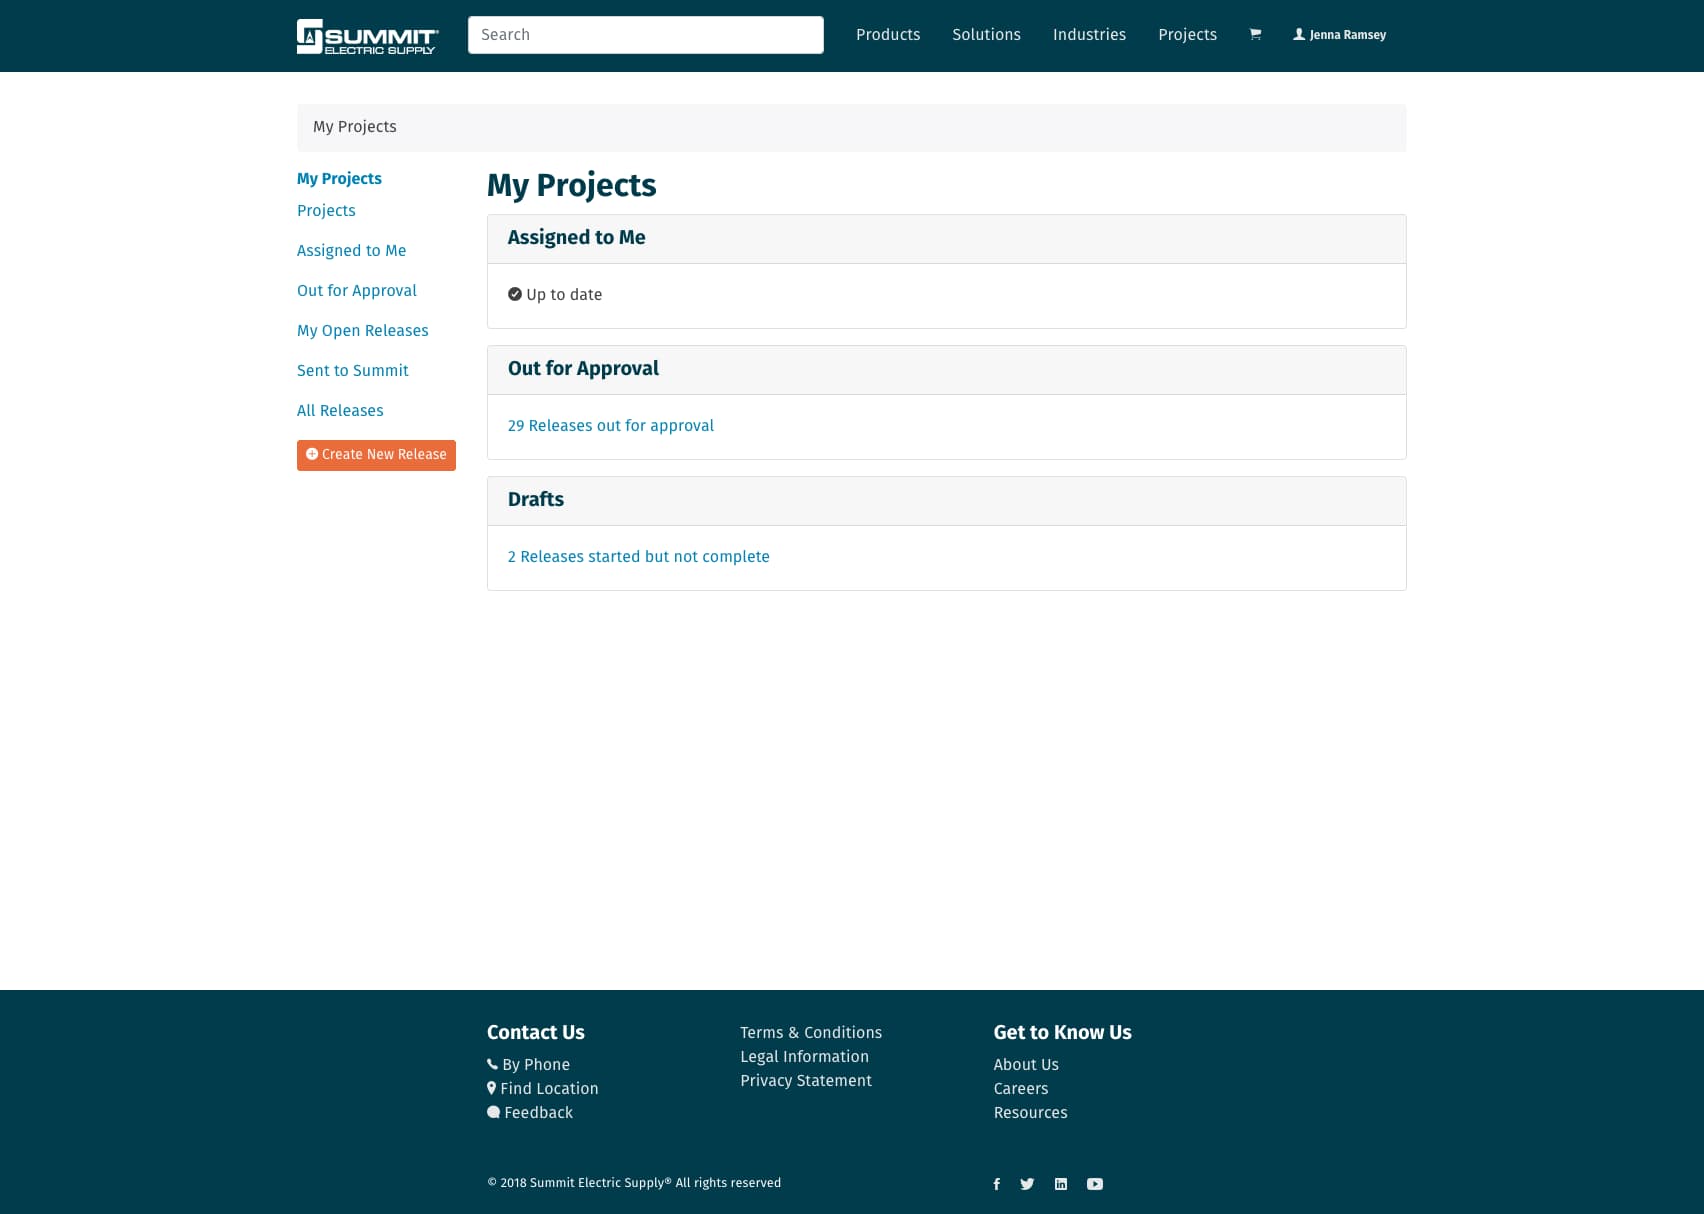 SUMMIT®
ELECTRIC SUPPLY
Search
Products
Solutions
Industries
Projects
Jenna Ramsey
My Projects
My Projects
Projects
Assigned to Me
Out for Approval
My Open Releases
Sent to Summit
All Releases
Create New Release
My Projects
Assigned to Me
Up to date
Out for Approval
29 Releases out for approval
Drafts
2 Releases started but not complete
Contact Us
By Phone
Find Location
Feedback
Terms & Conditions
Legal Information
Privacy Statement
Get to Know Us
About Us
Careers
Resources
© 2018 Summit Electric Supply® All rights reserved